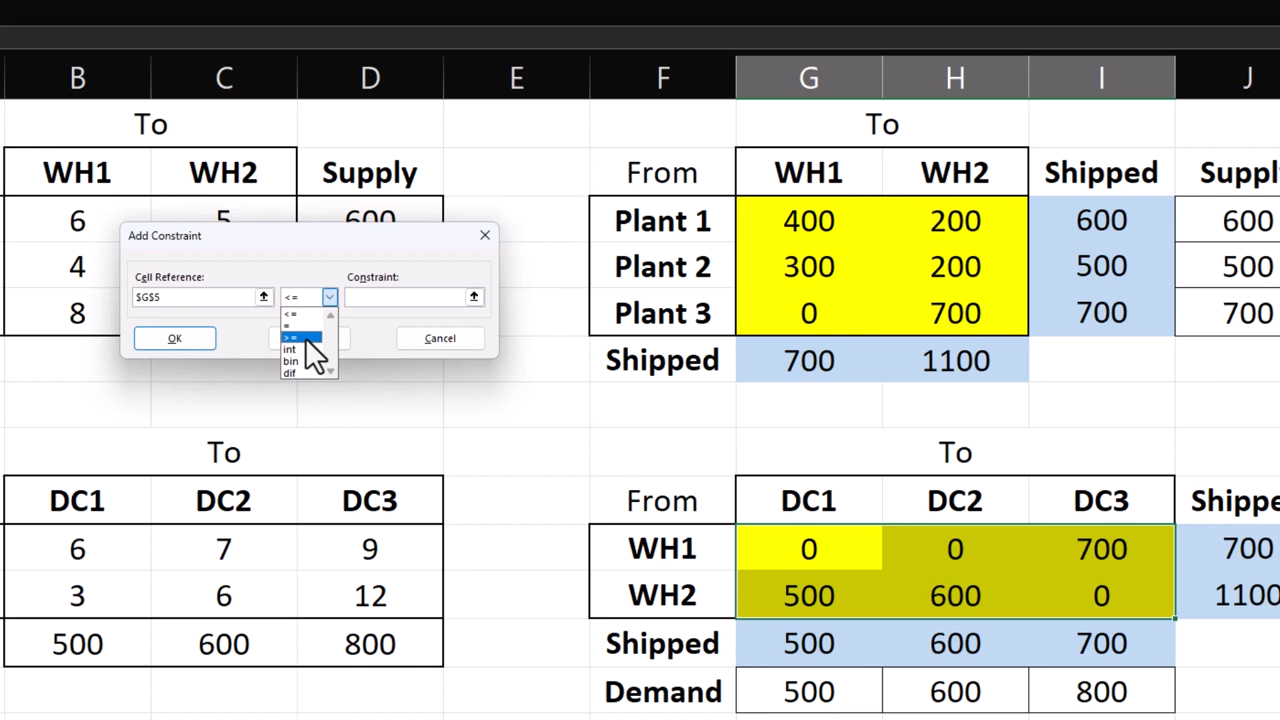 B C D E F G H I J
To To
WH1 WH2 Supply From WH1 WH2 Shipped Suppl
6 5 600 Plant 1 400 200 600 600
Add Constraint
4 Plant 2 300 200 500 500
Cell Reference: Constraint:
$G$5 <=
8 Plant 3 0 700 700 700
<=
=
>=
int
bin
dif
OK Cancel
Shipped 700 1100
To To
DC1 DC2 DC3 From DC1 DC2 DC3 Shippe
6 7 9 WH1 0 0 700 700
3 6 12 WH2 500 600 0 1100
500 600 800 Shipped 500 600 700
Demand 500 600 800